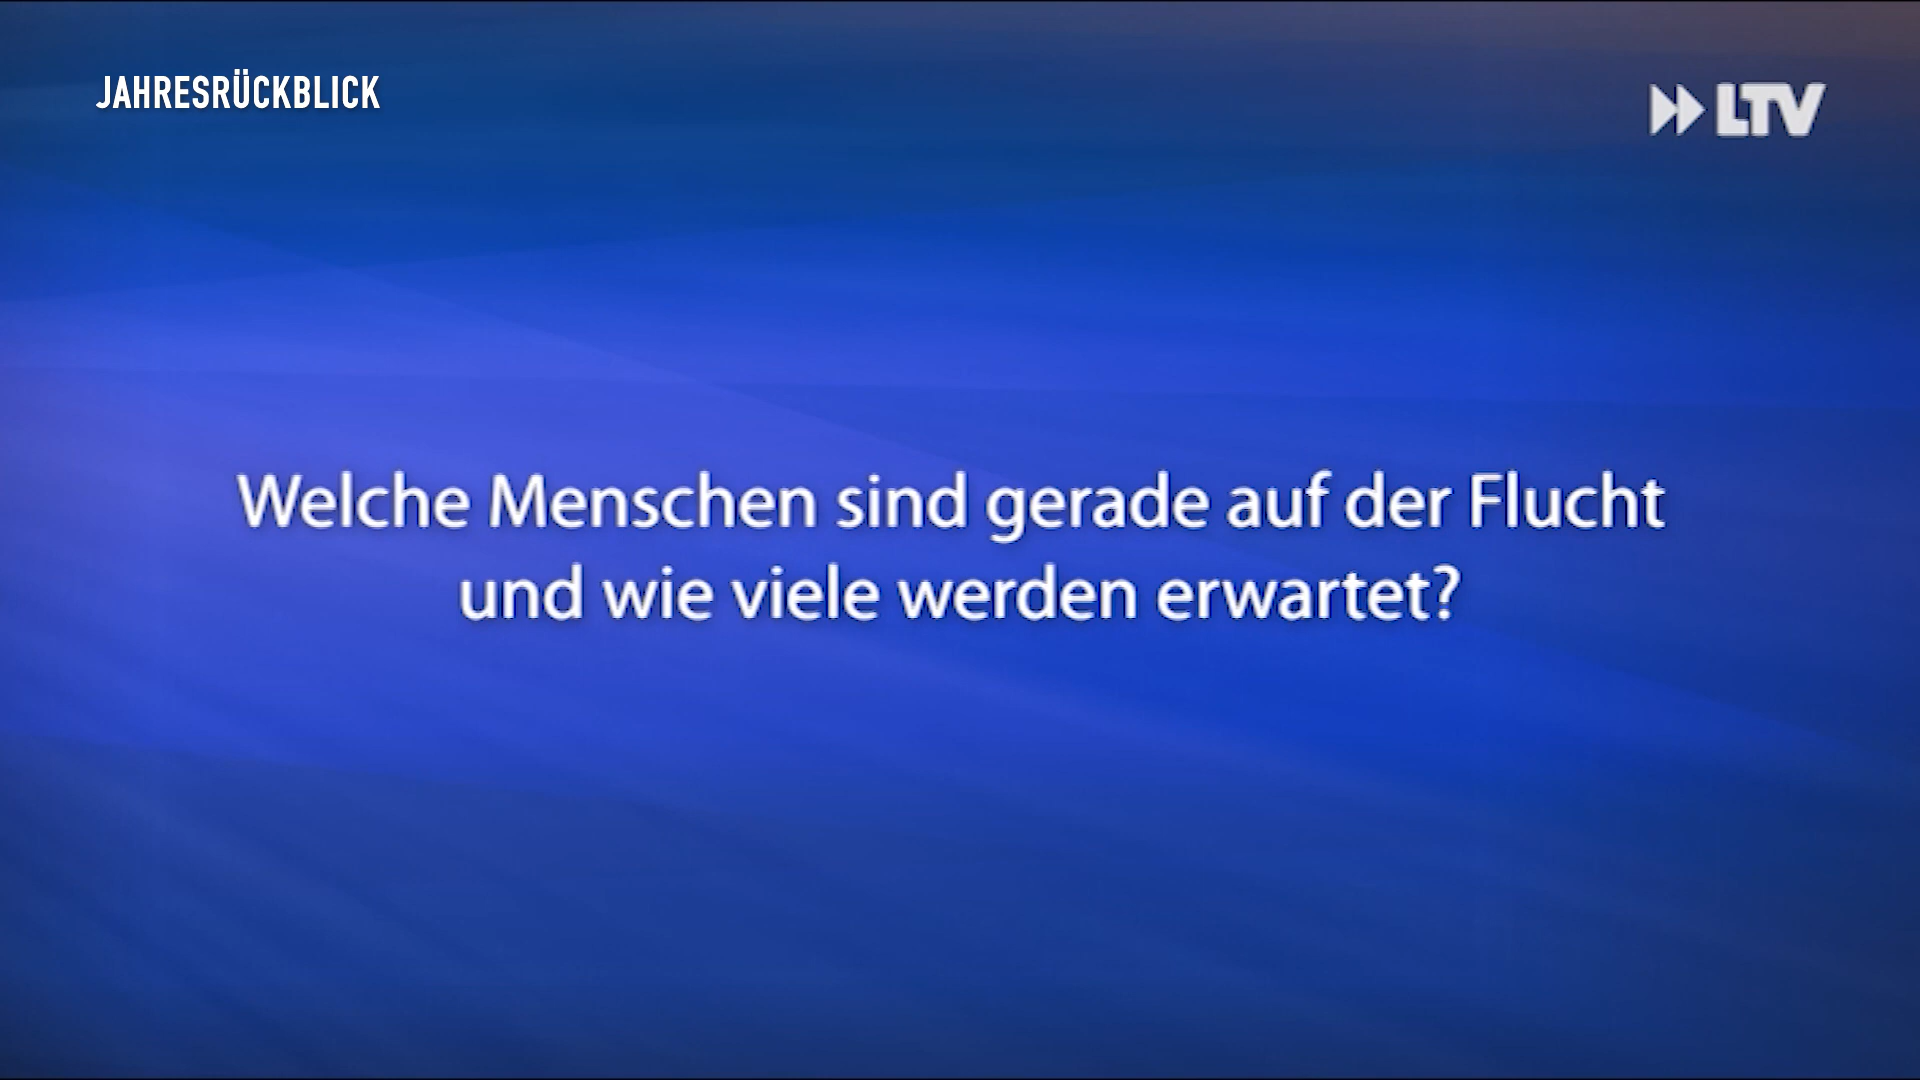 JAHRESRÜCKBLICK
LTV
Welche Menschen sind gerade auf der Flucht
und wie viele werden erwartet?